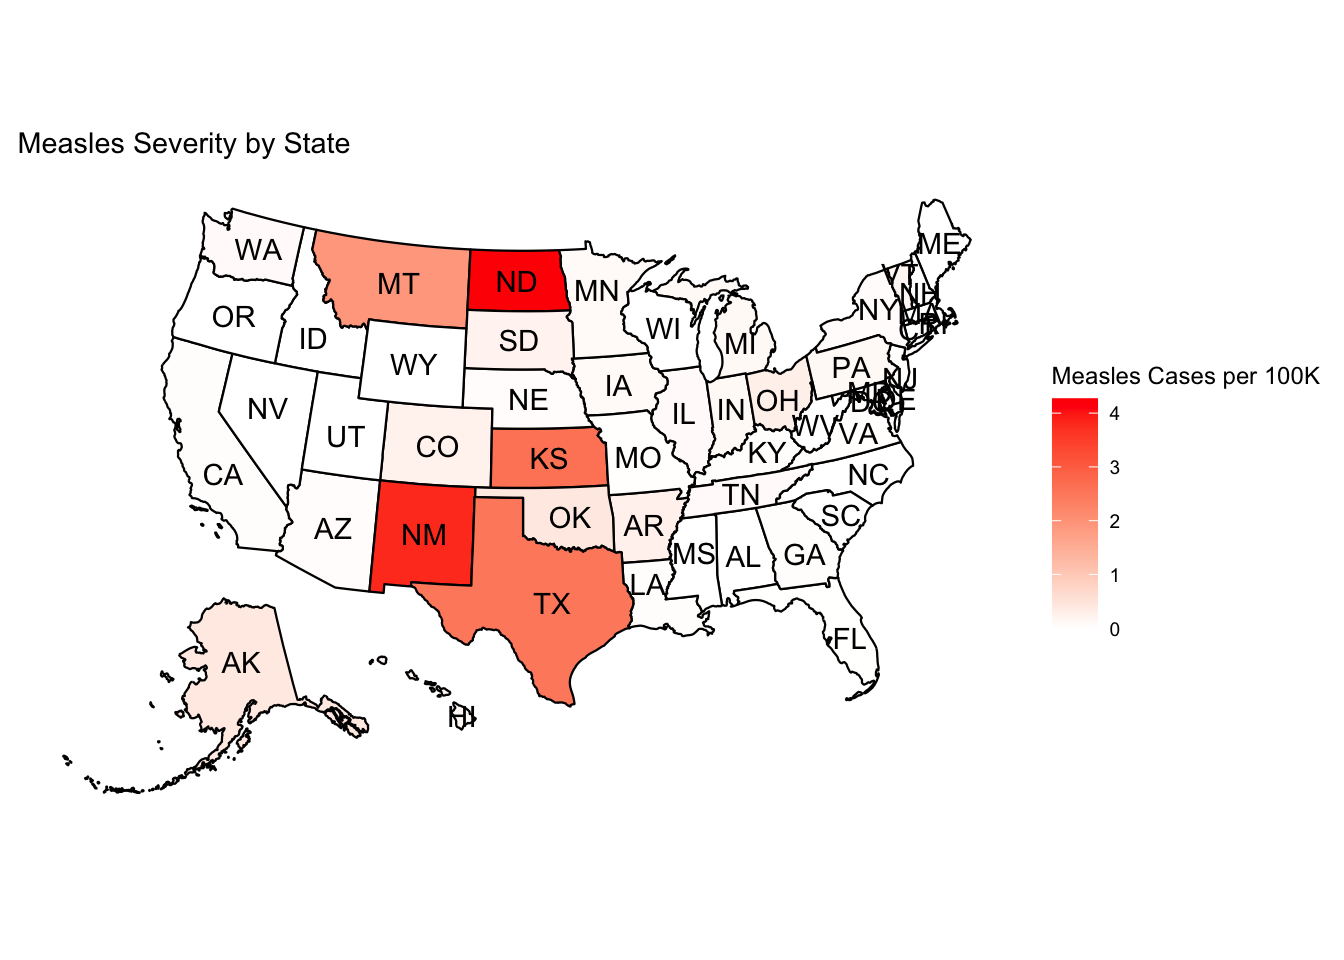 Measles Severity by State
ME
WA
VT
MT
ND
MN
NH
NY
MA
OR
WI
RI
ID
SD
MI
WY
PA
NJ
IA
MD
NE
OH
DE
NV
IN
IL
WV
UT
VA
CO
KY
KS
MO
CA
NC
TN
OK
SC
AR
AZ
NM
MS
AL
GA
LA
TX
FL
AK
HI
Measles Cases per 100K
4
3
2
1
0